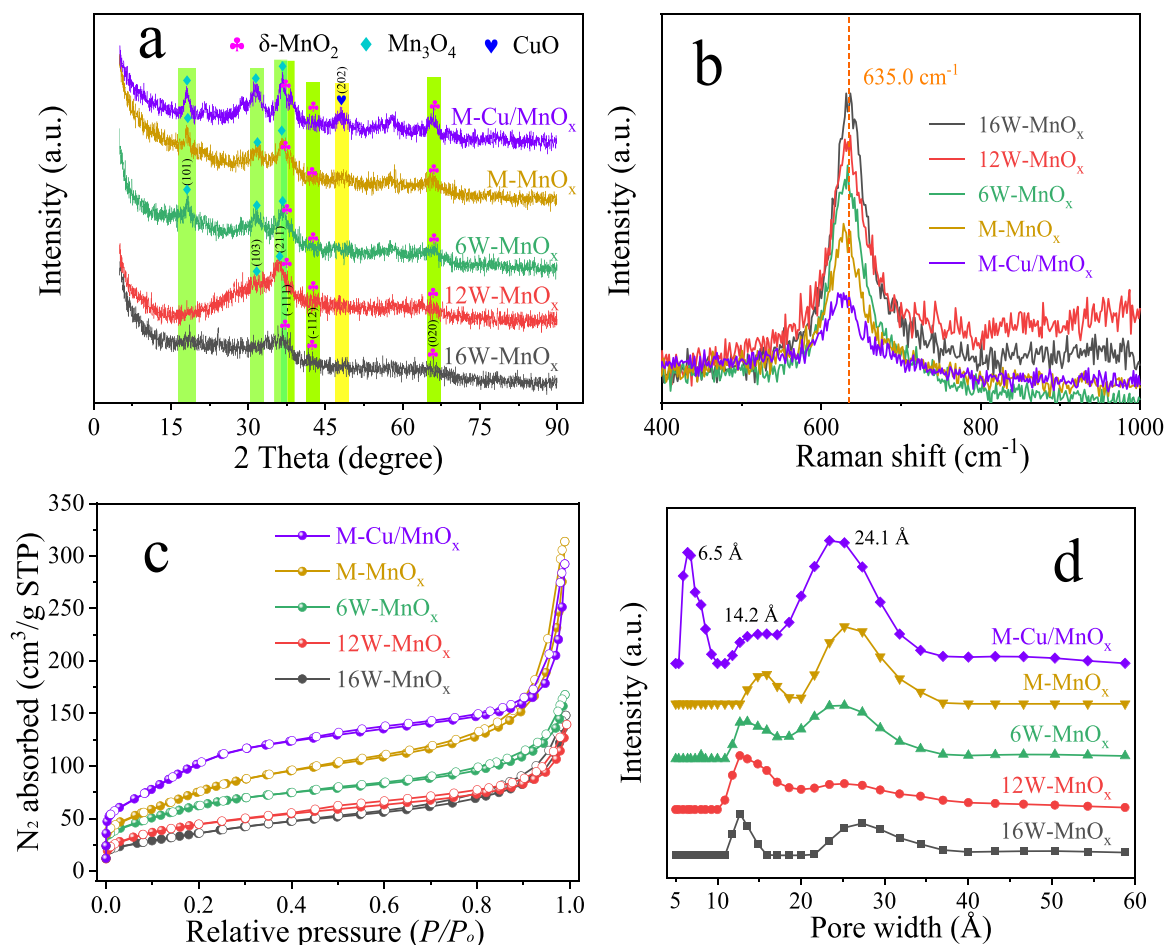 a
♣ δ-MnO₂ ♦ Mn₃O₄ ♥ CuO
(202)
M-Cu/MnOₓ
M-MnOₓ
(101)
6W-MnOₓ
(103)
(211)
12W-MnOₓ
(-111)
(-112)
(020)
16W-MnOₓ
Intensity (a.u.)
0 15 30 45 60 75 90
2 Theta (degree)
b
635.0 cm⁻¹
16W-MnOₓ
12W-MnOₓ
6W-MnOₓ
M-MnOₓ
M-Cu/MnOₓ
Intensity (a.u.)
400 600 800 1000
Raman shift (cm⁻¹)
c
M-Cu/MnOₓ
M-MnOₓ
6W-MnOₓ
12W-MnOₓ
16W-MnOₓ
N₂ absorbed (cm³/g STP)
350
300
250
200
150
100
50
0
0.0 0.2 0.4 0.6 0.8 1.0
Relative pressure (P/Pₒ)
d
6.5 Å
14.2 Å
24.1 Å
M-Cu/MnOₓ
M-MnOₓ
6W-MnOₓ
12W-MnOₓ
16W-MnOₓ
Intensity (a.u.)
5 10 20 30 40 50 60
Pore width (Å)